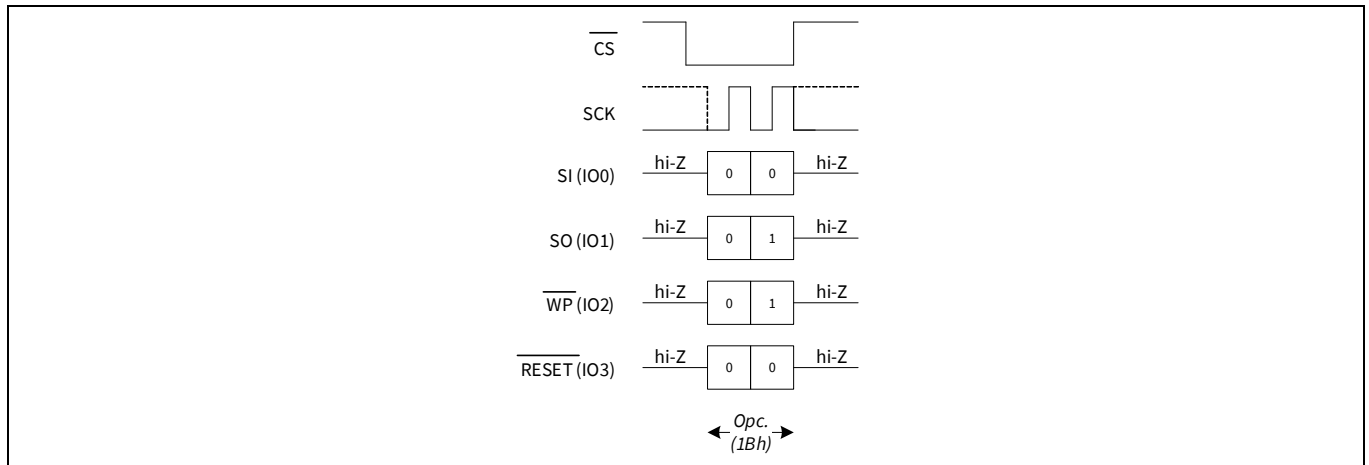 CS
SCK
SI (IO0) hi-Z 0 0 hi-Z
SO (IO1) hi-Z 0 1 hi-Z
WP (IO2) hi-Z 0 1 hi-Z
RESET (IO3) hi-Z 0 0 hi-Z
Opc.
(1Bh)